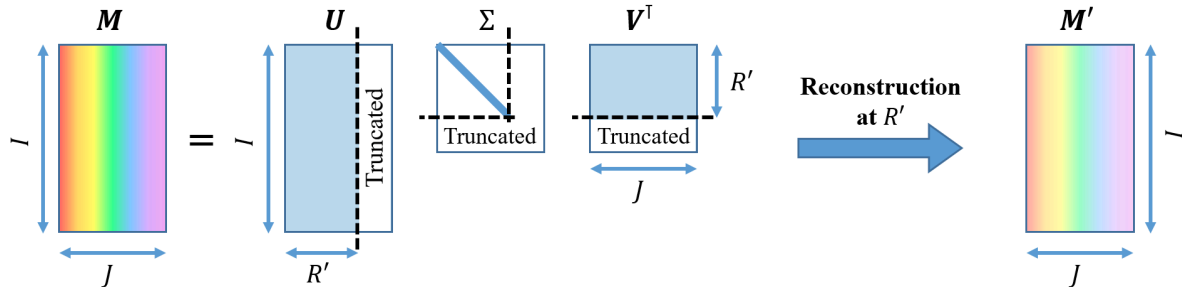 M
I
J
=
U
I
Truncated
R′
Σ
Truncated
V⊺
R′
Truncated
J
Reconstruction
at R′
M′
I
J